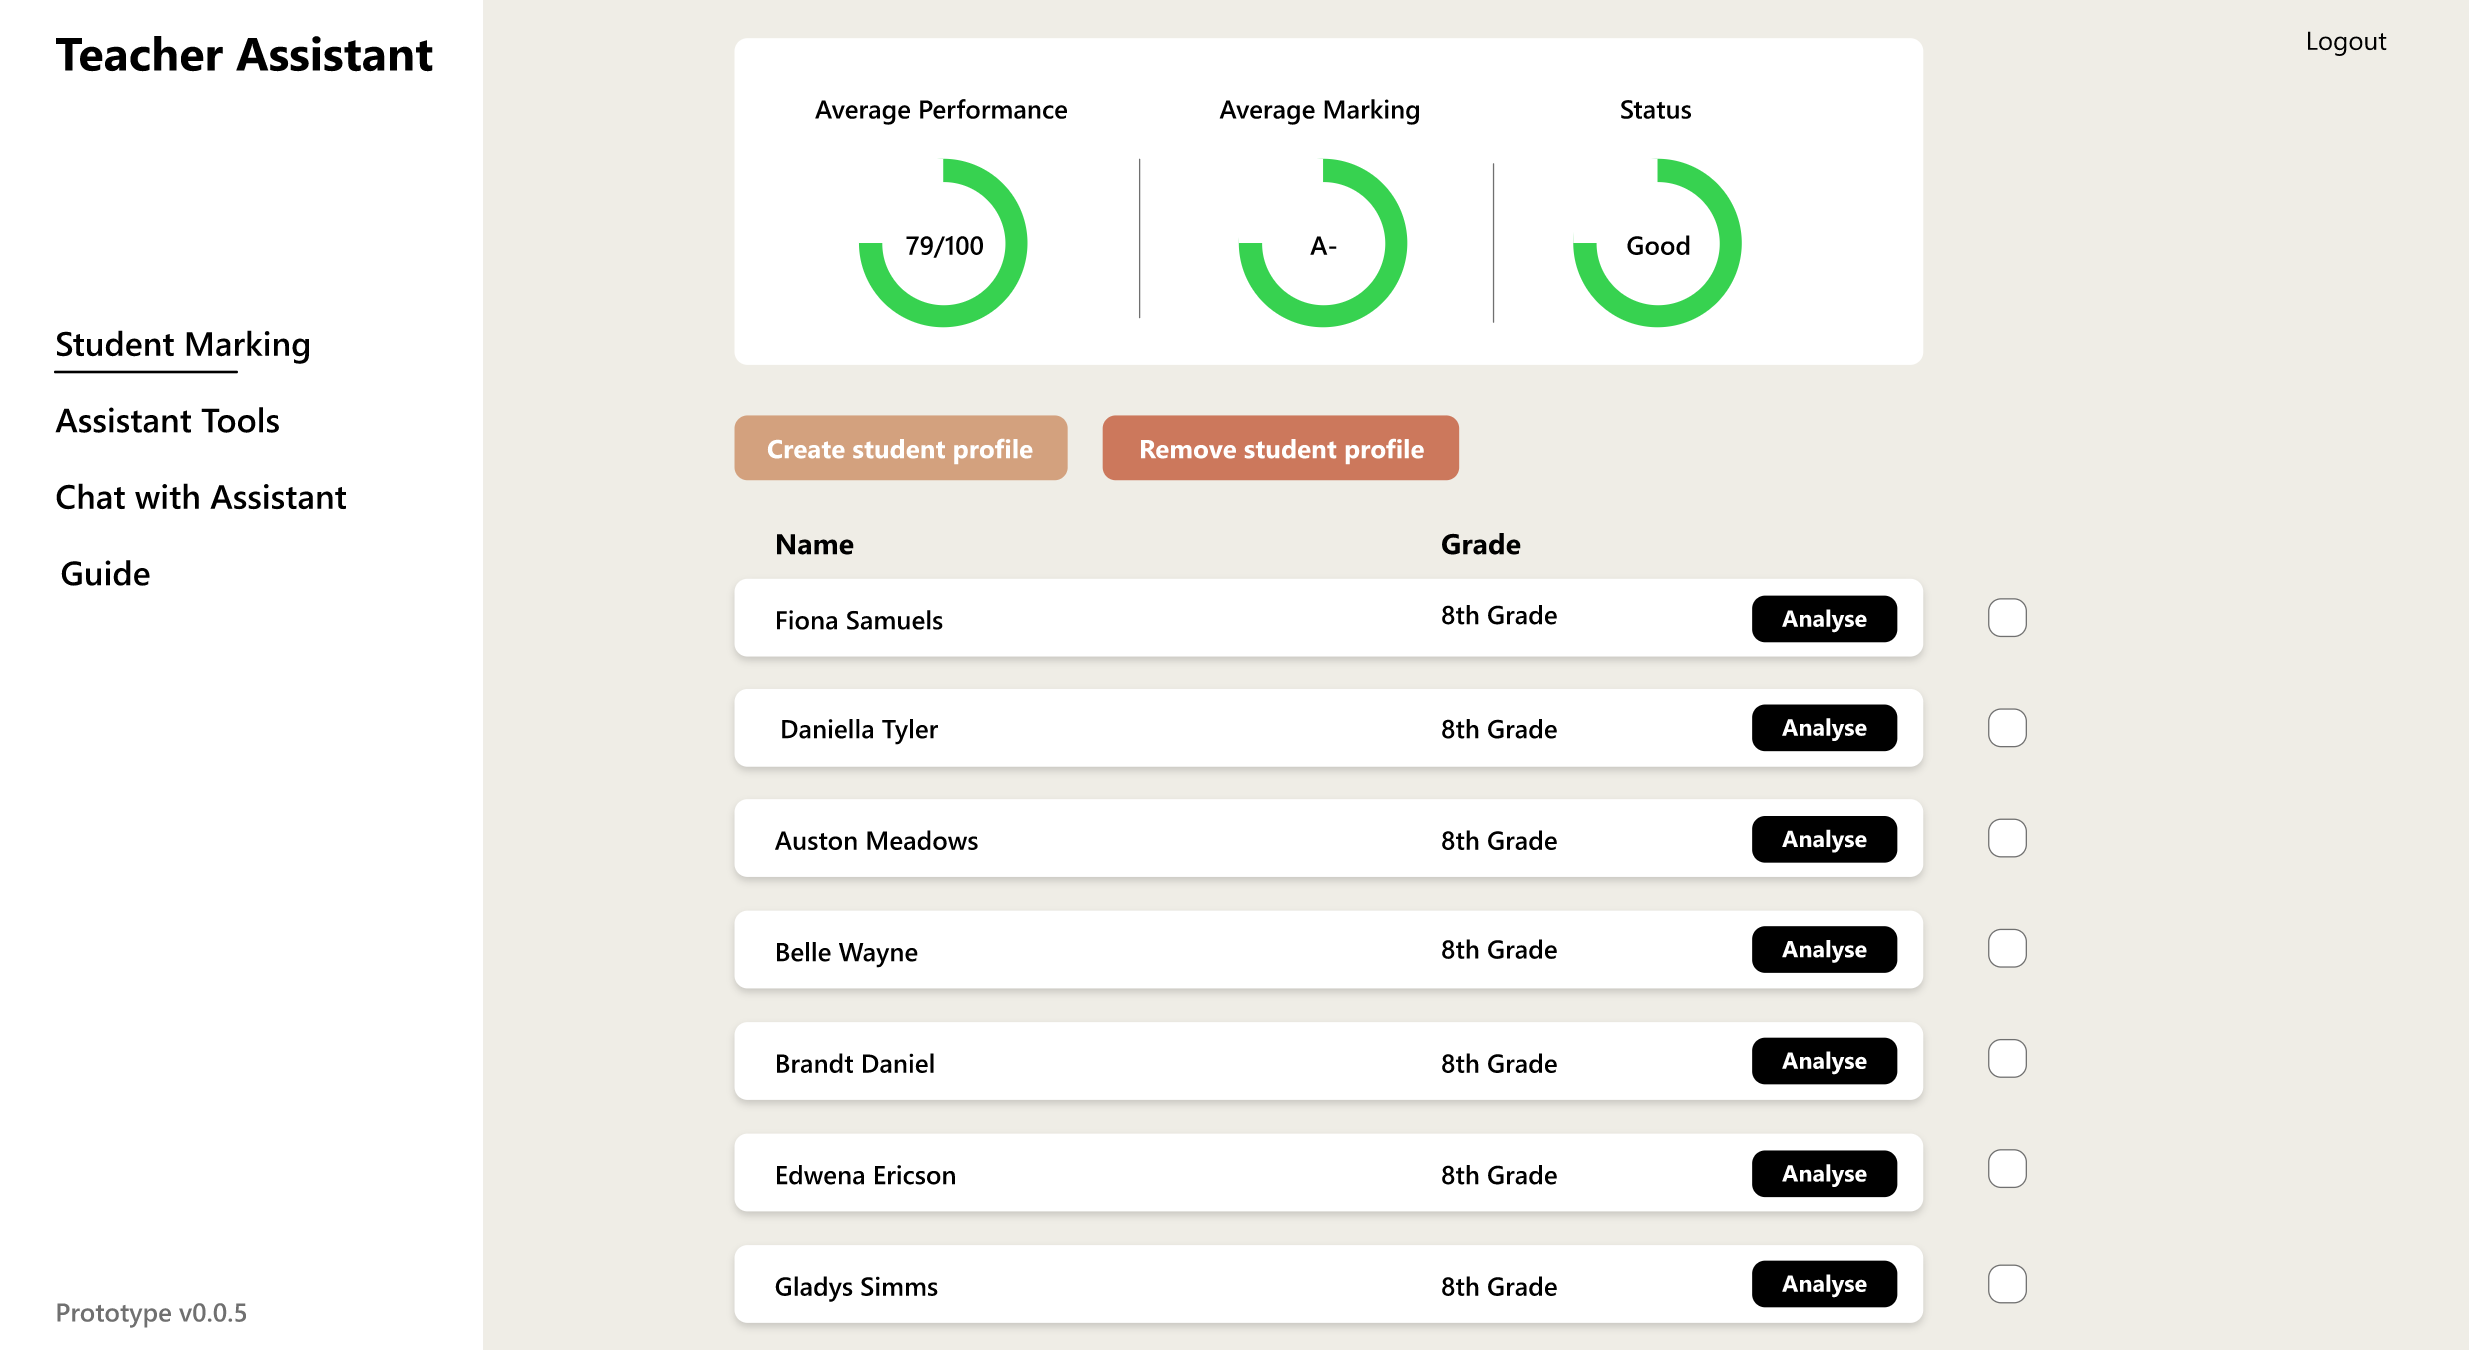 Teacher Assistant
Logout
Student Marking
Assistant Tools
Chat with Assistant
Guide
Prototype v0.0.5
Average Performance
79/100
Average Marking
A-
Status
Good
Create student profile
Remove student profile
Name Grade
Fiona Samuels 8th Grade Analyse
Daniella Tyler 8th Grade Analyse
Auston Meadows 8th Grade Analyse
Belle Wayne 8th Grade Analyse
Brandt Daniel 8th Grade Analyse
Edwena Ericson 8th Grade Analyse
Gladys Simms 8th Grade Analyse